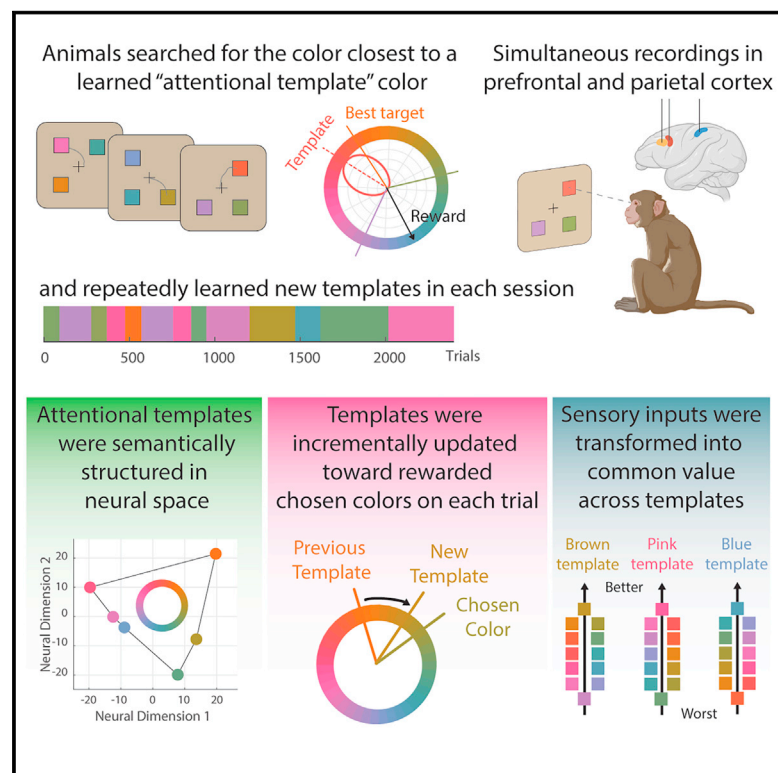 Animals searched for the color closest to a
learned “attentional template” color
Simultaneous recordings in
prefrontal and parietal cortex
Best target
Template
Reward
and repeatedly learned new templates in each session
0
500
1000
1500
2000
Trials
Attentional templates
were semantically
structured in
neural space
Neural Dimension 2
20
10
0
-10
-20
-20
-10
0
10
20
Neural Dimension 1
Templates were
incrementally updated
toward rewarded
chosen colors on each trial
Previous
Template
New
Template
Chosen
Color
Sensory inputs were
transformed into
common value
across templates
Brown
template
Pink
template
Blue
template
Better
Worst